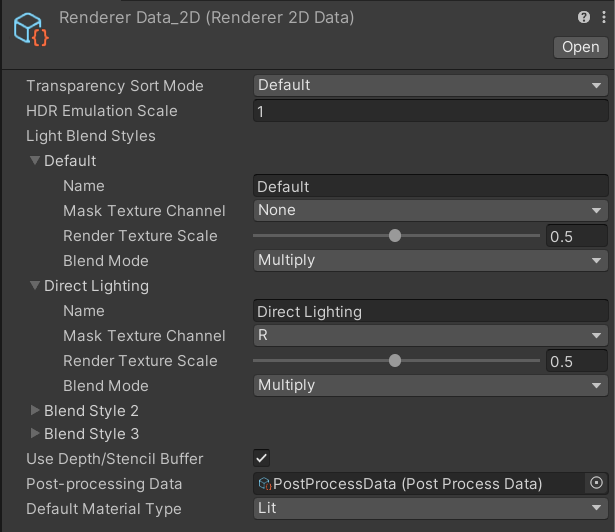 Renderer Data_2D (Renderer 2D Data)
Open
Transparency Sort Mode Default
HDR Emulation Scale 1
Light Blend Styles
Default
Name Default
Mask Texture Channel None
Render Texture Scale 0.5
Blend Mode Multiply
Direct Lighting
Name Direct Lighting
Mask Texture Channel R
Render Texture Scale 0.5
Blend Mode Multiply
Blend Style 2
Blend Style 3
Use Depth/Stencil Buffer
Post-processing Data PostProcessData (Post Process Data)
Default Material Type Lit